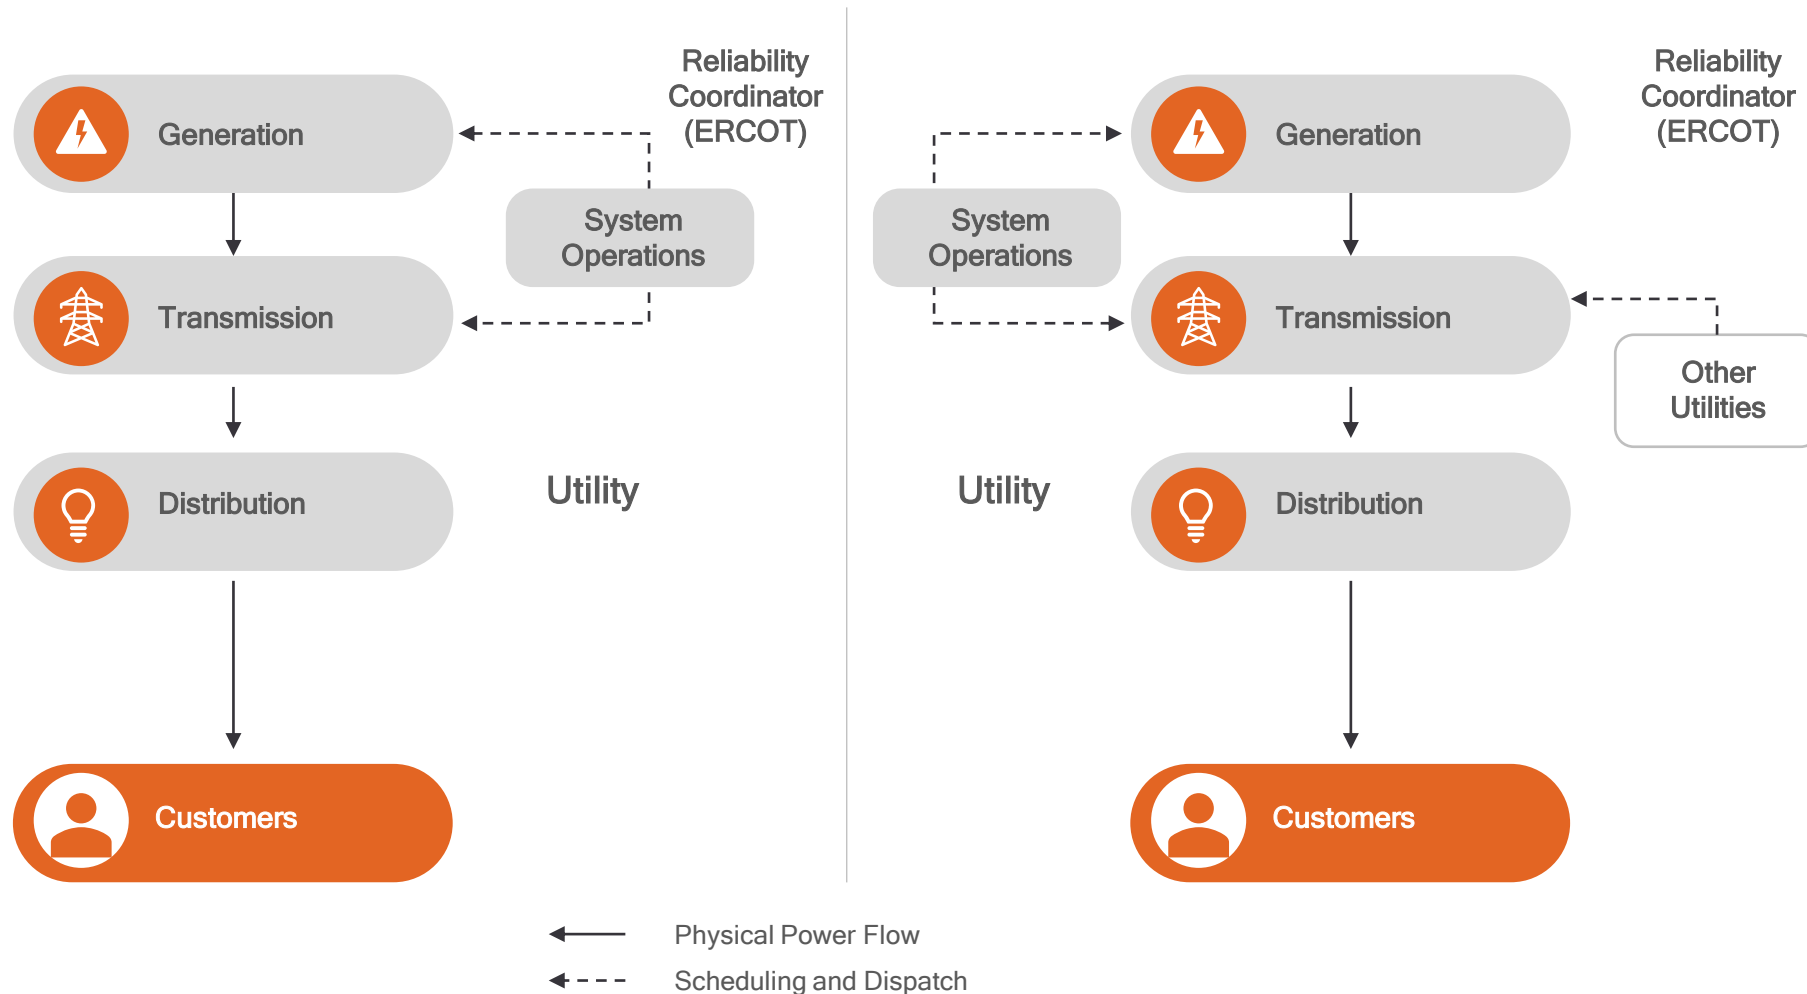 Reliability
Coordinator
(ERCOT)
Generation
System
Operations
Transmission
Distribution
Utility
Customers
Reliability
Coordinator
(ERCOT)
Generation
System
Operations
Transmission
Other
Utilities
Utility
Distribution
Customers
Physical Power Flow
Scheduling and Dispatch